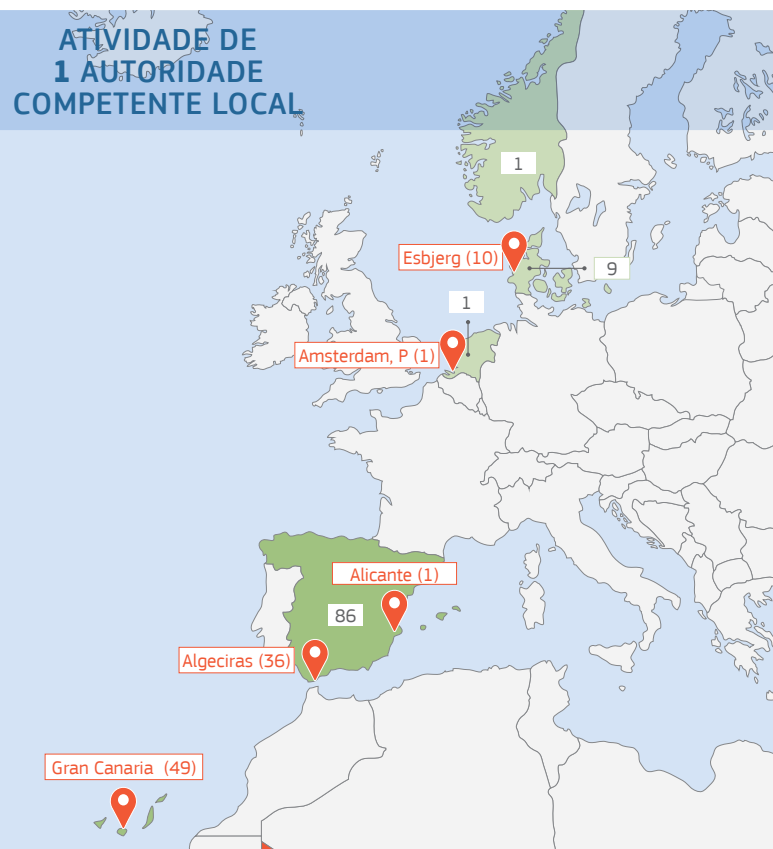 ATIVIDADE DE
1 AUTORIDADE
COMPETENTE LOCAL
1
Esbjerg (10)
9
1
Amsterdam, P (1)
Alicante (1)
86
Algeciras (36)
Gran Canaria (49)